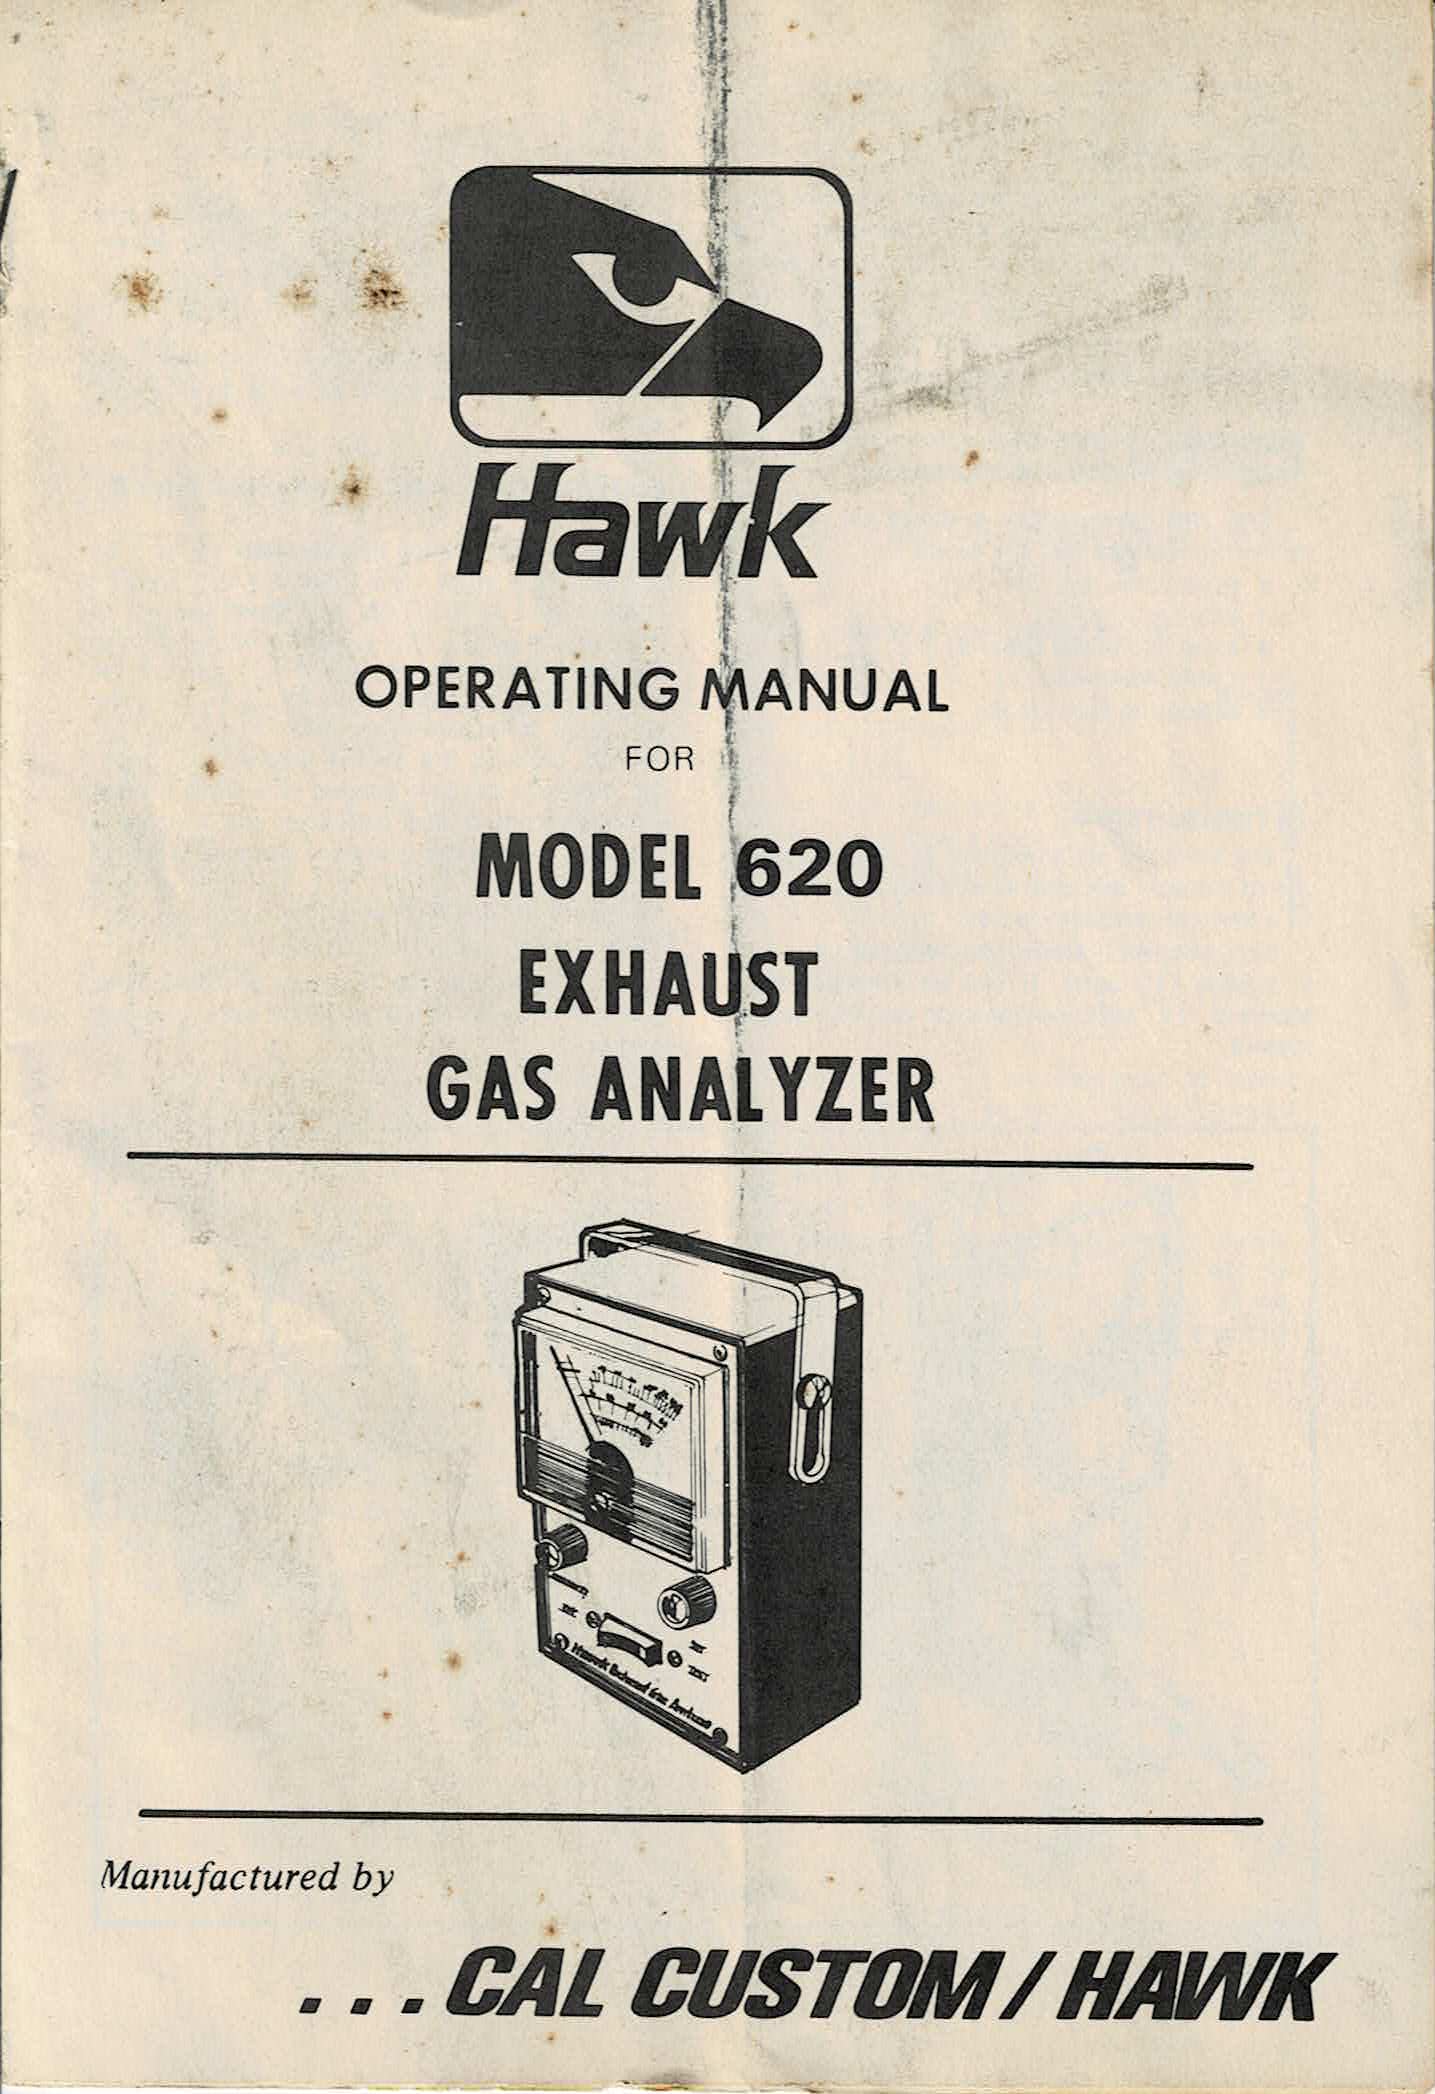 Hawk
OPERATING MANUAL
FOR
MODEL 620
EXHAUST
GAS ANALYZER
Manufactured by
...CAL CUSTOM/HAWK